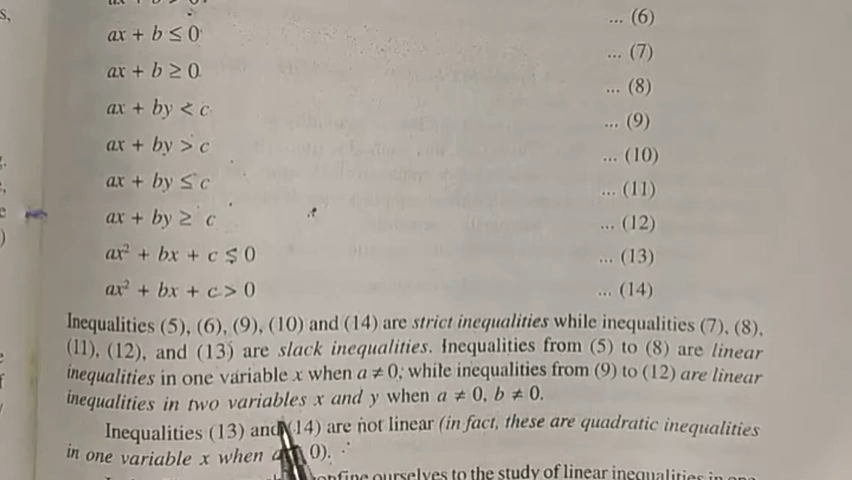 ... (6)
ax + b ≤ 0
... (7)
ax + b ≥ 0
... (8)
ax + by < c
... (9)
ax + by > c
... (10)
ax + by ≤ c
... (11)
ax + by ≥ c
... (12)
ax² + bx + c ≤ 0
... (13)
ax² + bx + c > 0
... (14)
Inequalities (5), (6), (9), (10) and (14) are strict inequalities while inequalities (7), (8),
(11), (12), and (13) are slack inequalities. Inequalities from (5) to (8) are linear
inequalities in one variable x when a ≠ 0, while inequalities from (9) to (12) are linear
inequalities in two variables x and y when a ≠ 0, b ≠ 0.
Inequalities (13) and (14) are not linear (in fact, these are quadratic inequalities
in one variable x when 0).
confine ourselves to the study of linear inequalities in one